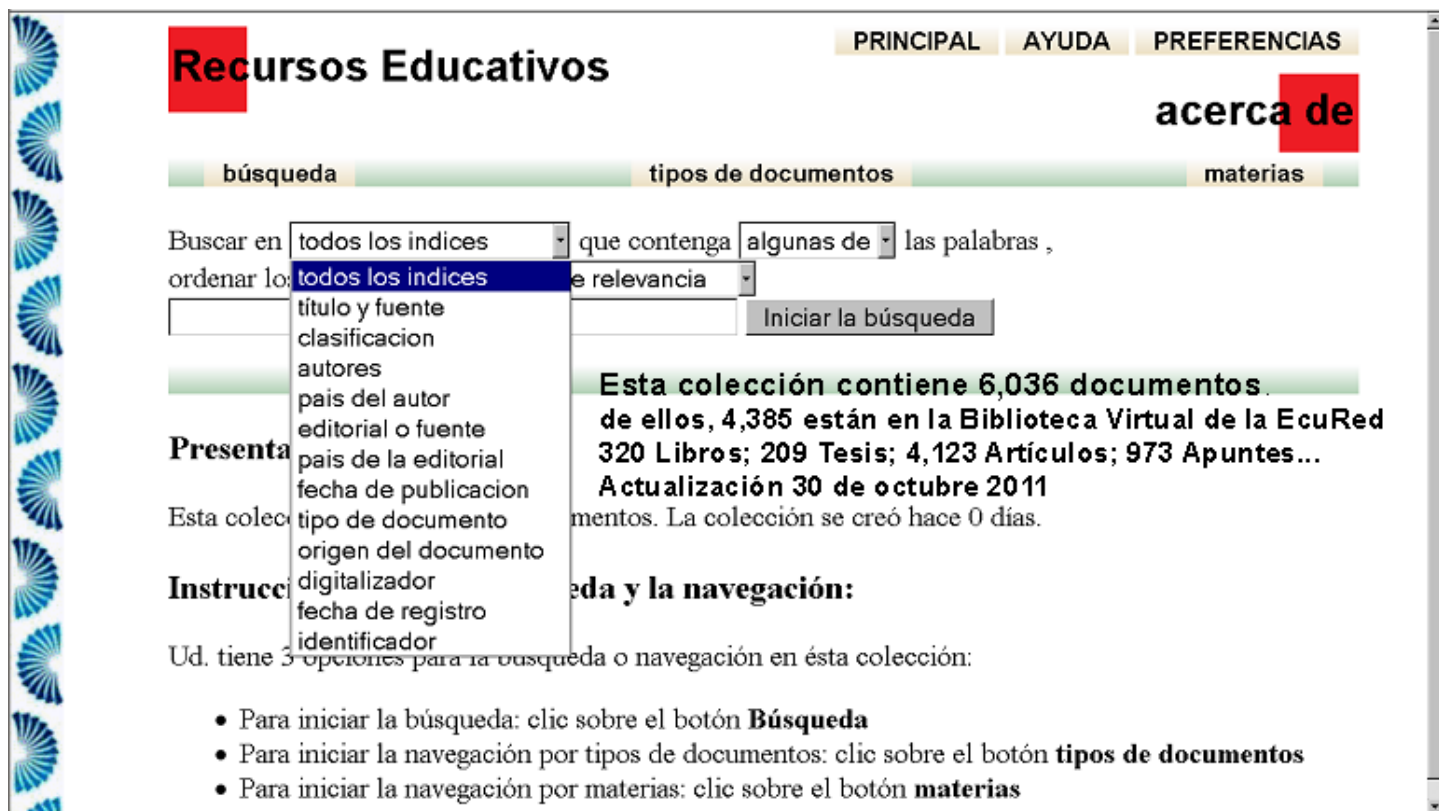 Recursos Educativos
PRINCIPAL AYUDA PREFERENCIAS
acerca de
búsqueda tipos de documentos materias
Buscar en todos los indices que contenga algunas de las palabras ,
ordenar los e relevancia
Iniciar la búsqueda
todos los indices
título y fuente
clasificacion
autores
pais del autor
editorial o fuente
pais de la editorial
fecha de publicacion
tipo de documento
origen del documento
digitalizador
fecha de registro
identificador
Esta colección contiene 6,036 documentos.
de ellos, 4,385 están en la Biblioteca Virtual de la EcuRed
320 Libros; 209 Tesis; 4,123 Artículos; 973 Apuntes...
Actualización 30 de octubre 2011
Presenta
Esta colec mentos. La colección se creó hace 0 días.
Instrucci eda y la navegación:
Ud. tiene 3 opciones para la búsqueda o navegación en ésta colección:
• Para iniciar la búsqueda: clic sobre el botón Búsqueda
• Para iniciar la navegación por tipos de documentos: clic sobre el botón tipos de documentos
• Para iniciar la navegación por materias: clic sobre el botón materias